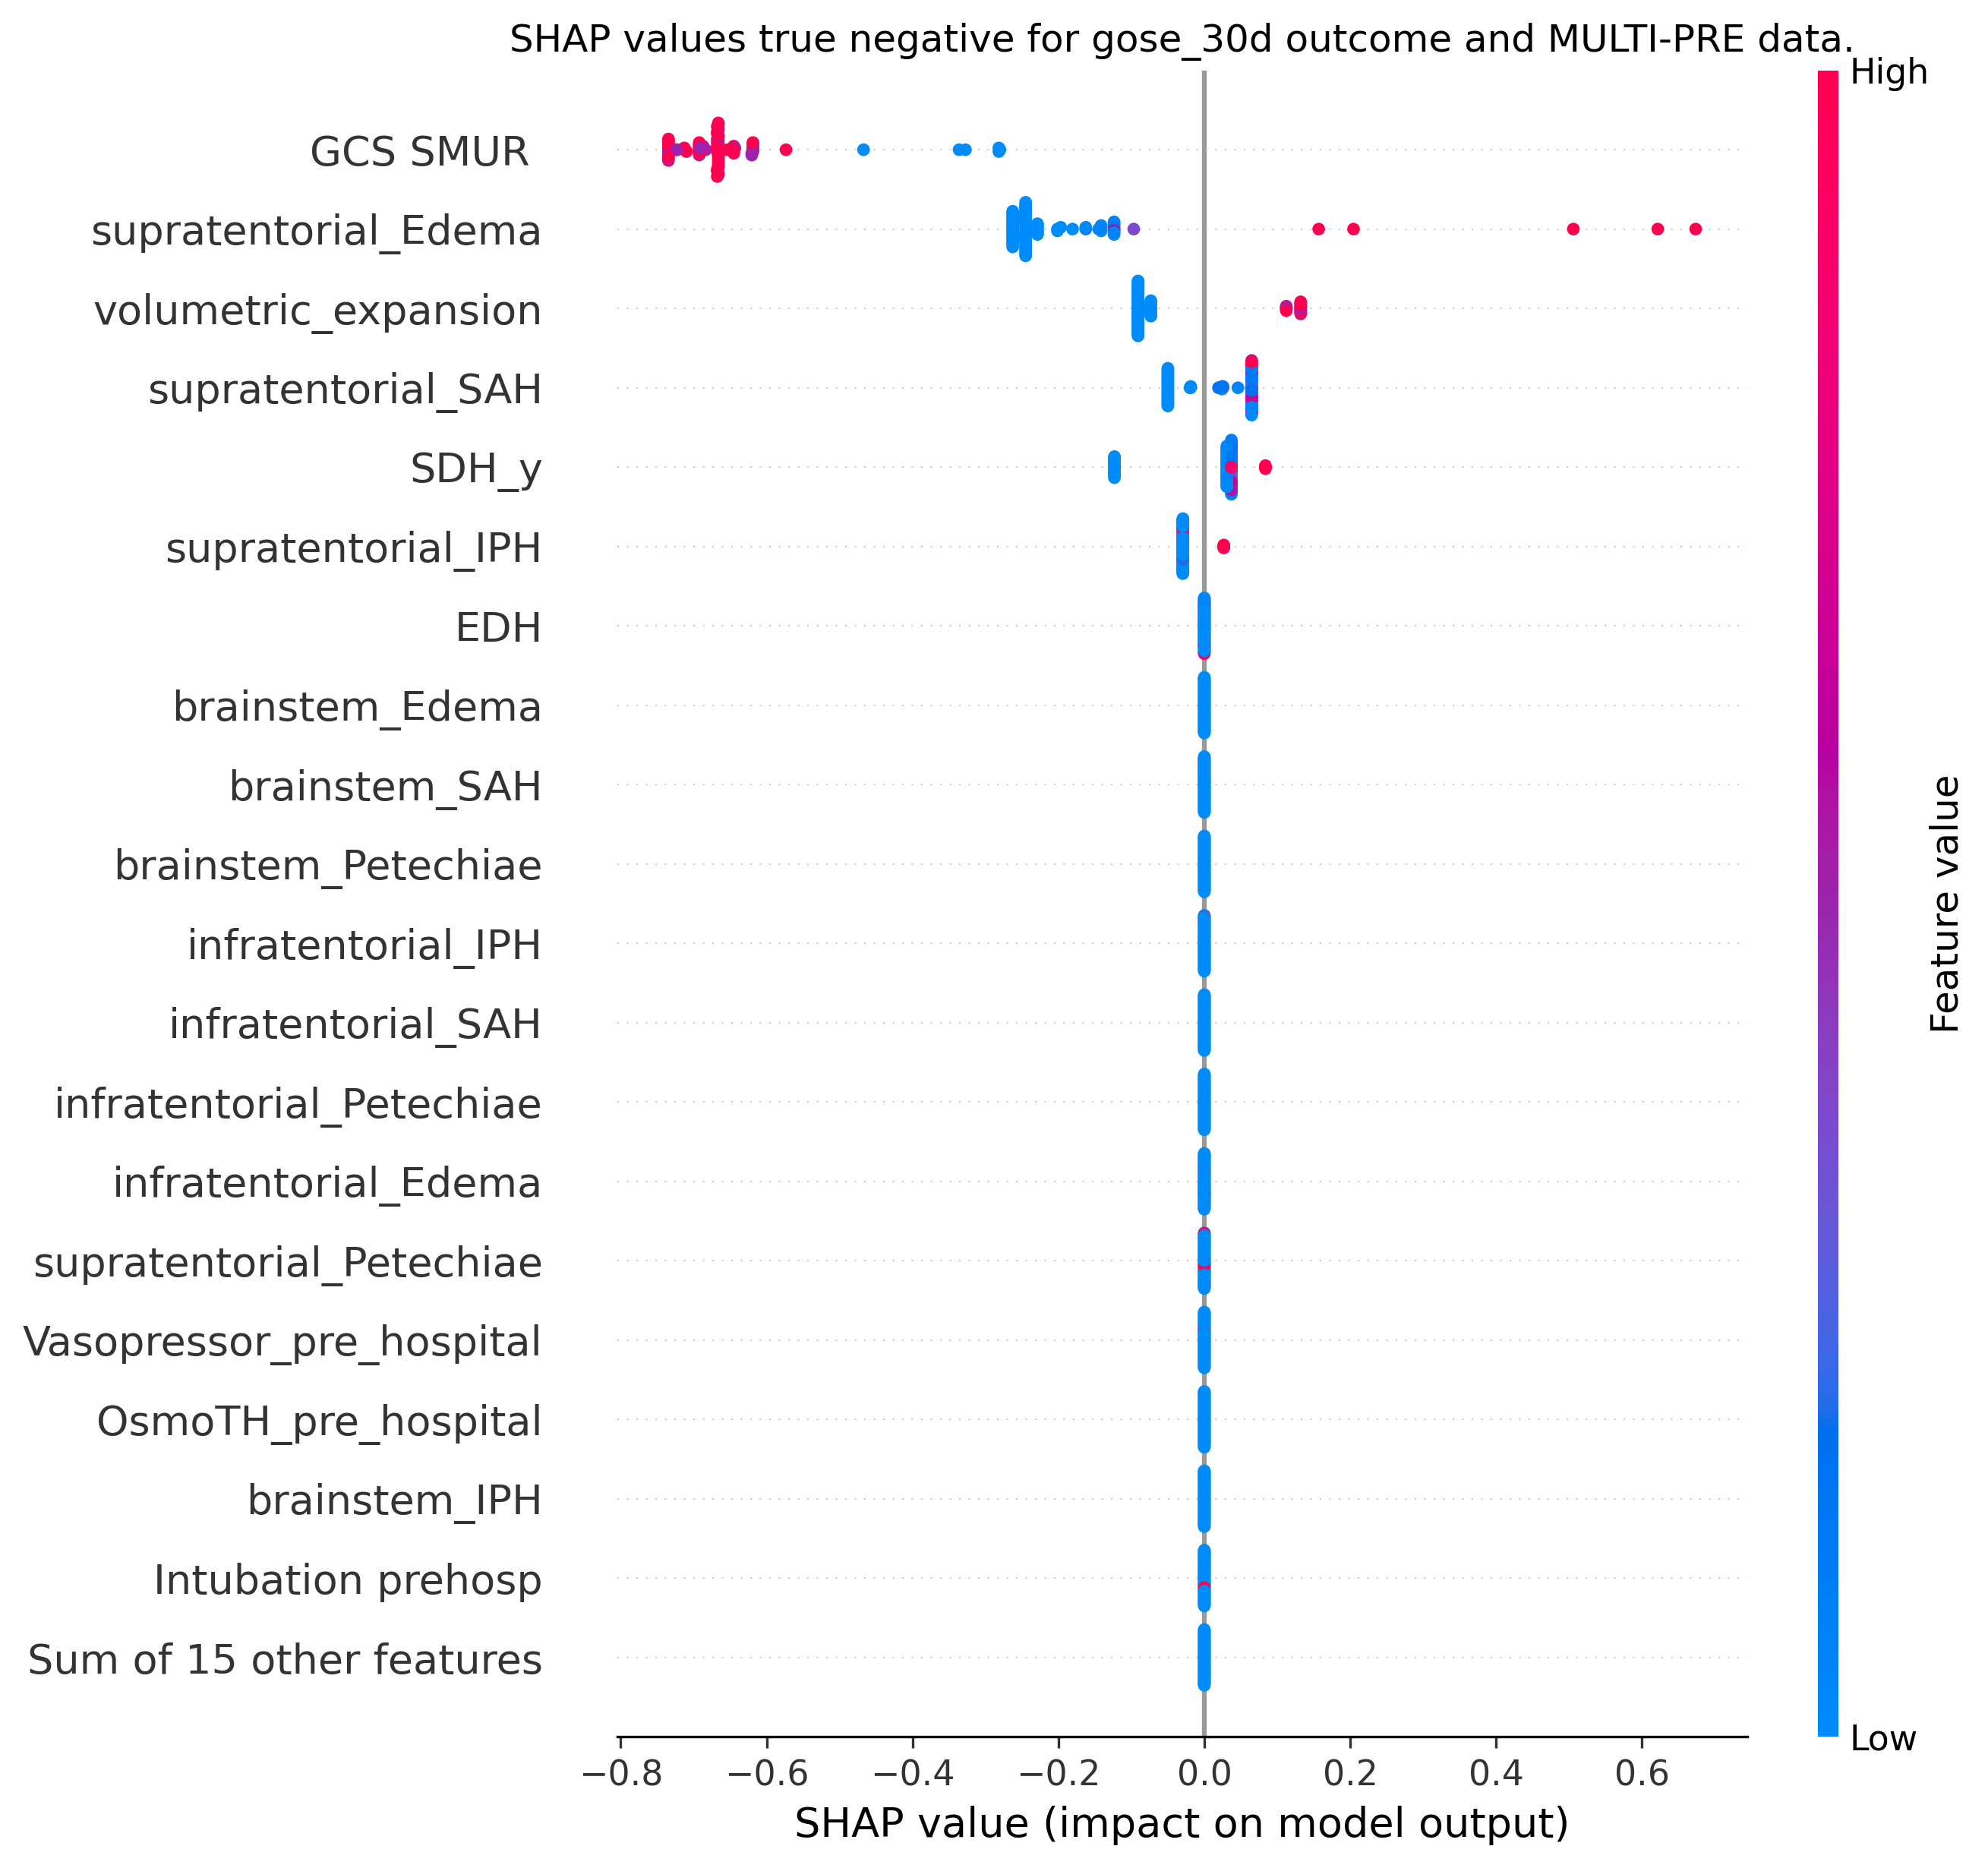 SHAP values true negative for gose_30d outcome and MULTI-PRE data.
High
GCS SMUR
supratentorial_Edema
volumetric_expansion
supratentorial_SAH
SDH_y
supratentorial_IPH
EDH
brainstem_Edema
brainstem_SAH
brainstem_Petechiae
infratentorial_IPH
infratentorial_SAH
infratentorial_Petechiae
infratentorial_Edema
supratentorial_Petechiae
Vasopressor_pre_hospital
OsmoTH_pre_hospital
brainstem_IPH
Intubation prehosp
Sum of 15 other features
Feature value
Low
−0.8 −0.6 −0.4 −0.2 0.0 0.2 0.4 0.6
SHAP value (impact on model output)